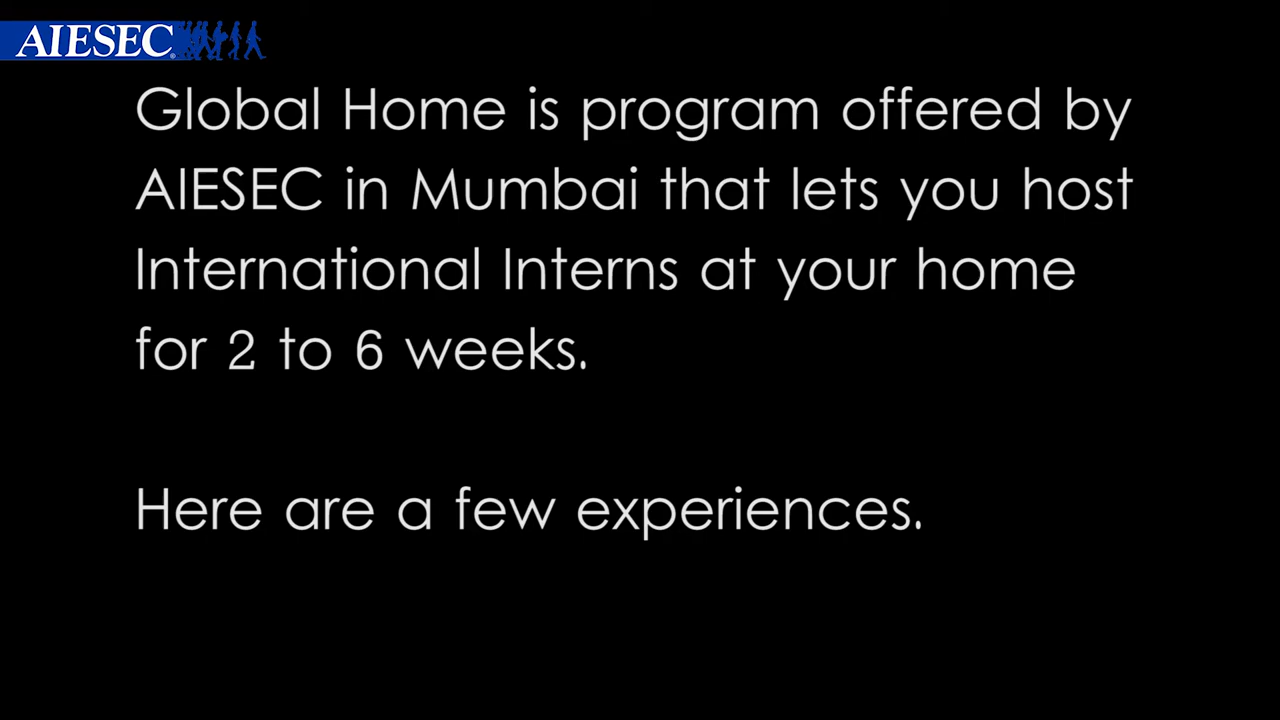 AIESEC
Global Home is program offered by
AIESEC in Mumbai that lets you host
International Interns at your home
for 2 to 6 weeks.
Here are a few experiences.